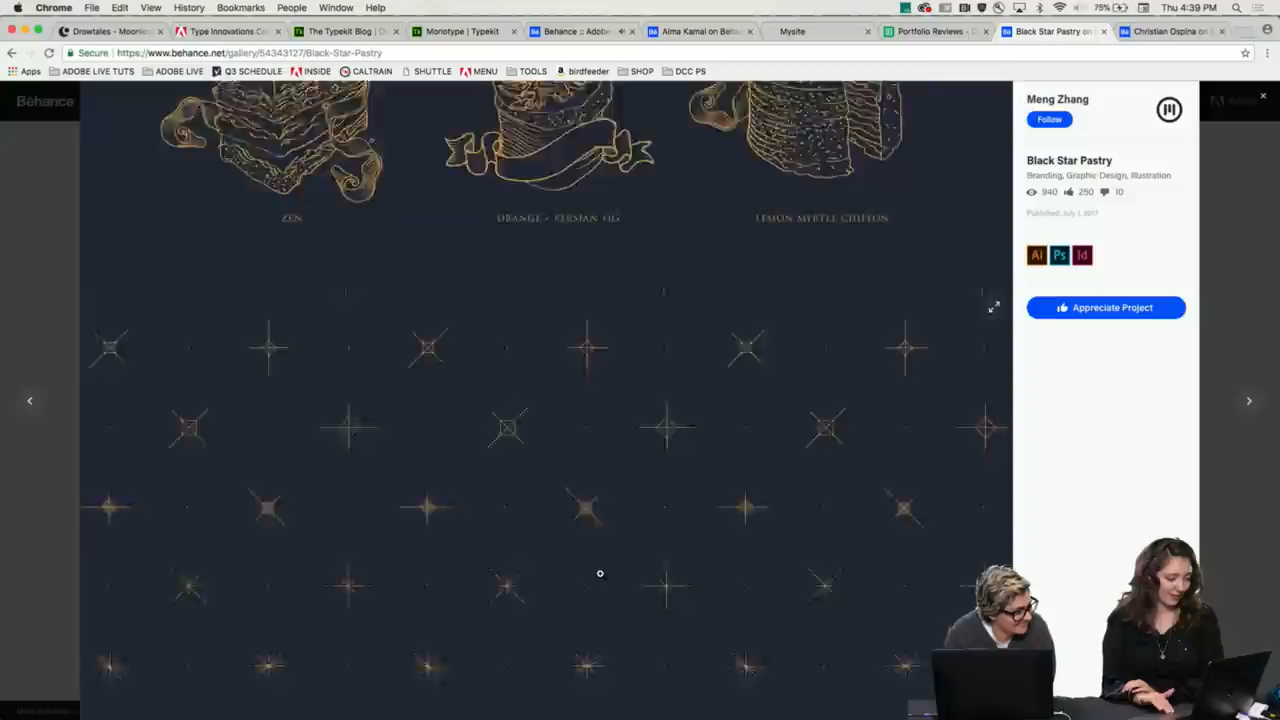 Chrome File Edit View History Bookmarks People Window Help 75% Thu 4:39 PM
Drowtales - Moonless Type Innovations The Typekit Blog Monotype | Typekit Behance :: Adobe Alma Kamal on Behance Mysite Portfolio Reviews - Black Star Pastry on Christian Ospina on
Secure https://www.behance.net/gallery/54343127/Black-Star-Pastry
Apps ADOBE LIVE TUTS ADOBE LIVE Q3 SCHEDULE INSIDE CALTRAIN SHUTTLE MENU TOOLS birdfeeder SHOP DCC PS
Bēhance
Meng Zhang
Follow
Black Star Pastry
Branding, Graphic Design, Illustration
940 250 10
Published: July 1, 2017
Ai Ps Id
Appreciate Project
ZEN ORANGE + PERSIAN FIG LEMON MYRTLE CHIFFON